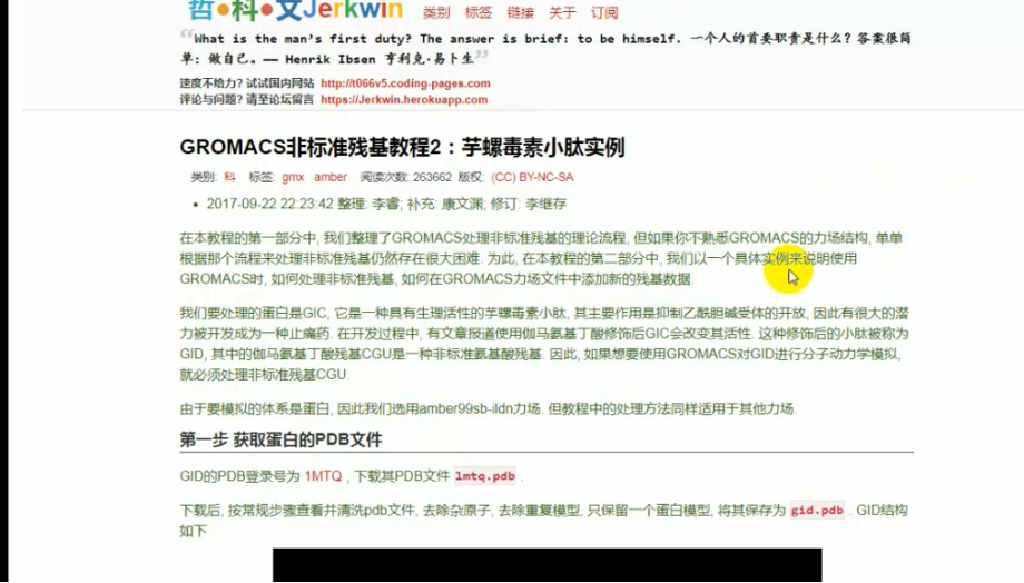 哲●科●文Jerkwin 类别 标签 链接 关于 订阅
“What is the man's first duty? The answer is brief: to be himself. 一个人的首要职责是什么? 答案很简
单: 做自己. —— Henrik Ibsen 亨利克·易卜生”
速度不给力? 试试国内网站 http://t066v5.coding-pages.com
评论与问题? 请至论坛留言 https://Jerkwin.herokuapp.com
GROMACS非标准残基教程2：芋螺毒素小肽实例
类别: 科 标签: gmx amber 阅读次数: 263662 版权: (CC) BY-NC-SA
• 2017-09-22 22:23:42 整理: 李睿; 补充: 康文渊; 修订: 李继存
在本教程的第一部分中, 我们整理了GROMACS处理非标准残基的理论流程, 但如果你不熟悉GROMACS的力场结构, 单单
根据那个流程来处理非标准残基仍然存在很大困难. 为此, 在本教程的第二部分中, 我们以一个具体实例来说明使用
GROMACS时, 如何处理非标准残基, 如何在GROMACS力场文件中添加新的残基数据.
我们要处理的蛋白是GIC, 它是一种具有生理活性的芋螺毒素小肽, 其主要作用是抑制乙酰胆碱受体的开放, 因此有很大的潜
力被开发成为一种止痛药. 在开发过程中, 有文章报道使用伽马氨基丁酸修饰后GIC会改变其活性. 这种修饰后的小肽被称为
GID, 其中的伽马氨基丁酸残基CGU是一种非标准氨基酸残基. 因此, 如果想要使用GROMACS对GID进行分子动力学模拟,
就必须处理非标准残基CGU.
由于要模拟的体系是蛋白, 因此我们选用amber99sb-ildn力场. 但教程中的处理方法同样适用于其他力场.
第一步 获取蛋白的PDB文件
GID的PDB登录号为 1MTQ , 下载其PDB文件 1mtq.pdb .
下载后, 按常规步骤查看并清洗pdb文件, 去除杂原子, 去除重复模型, 只保留一个蛋白模型, 将其保存为 gid.pdb . GID结构
如下